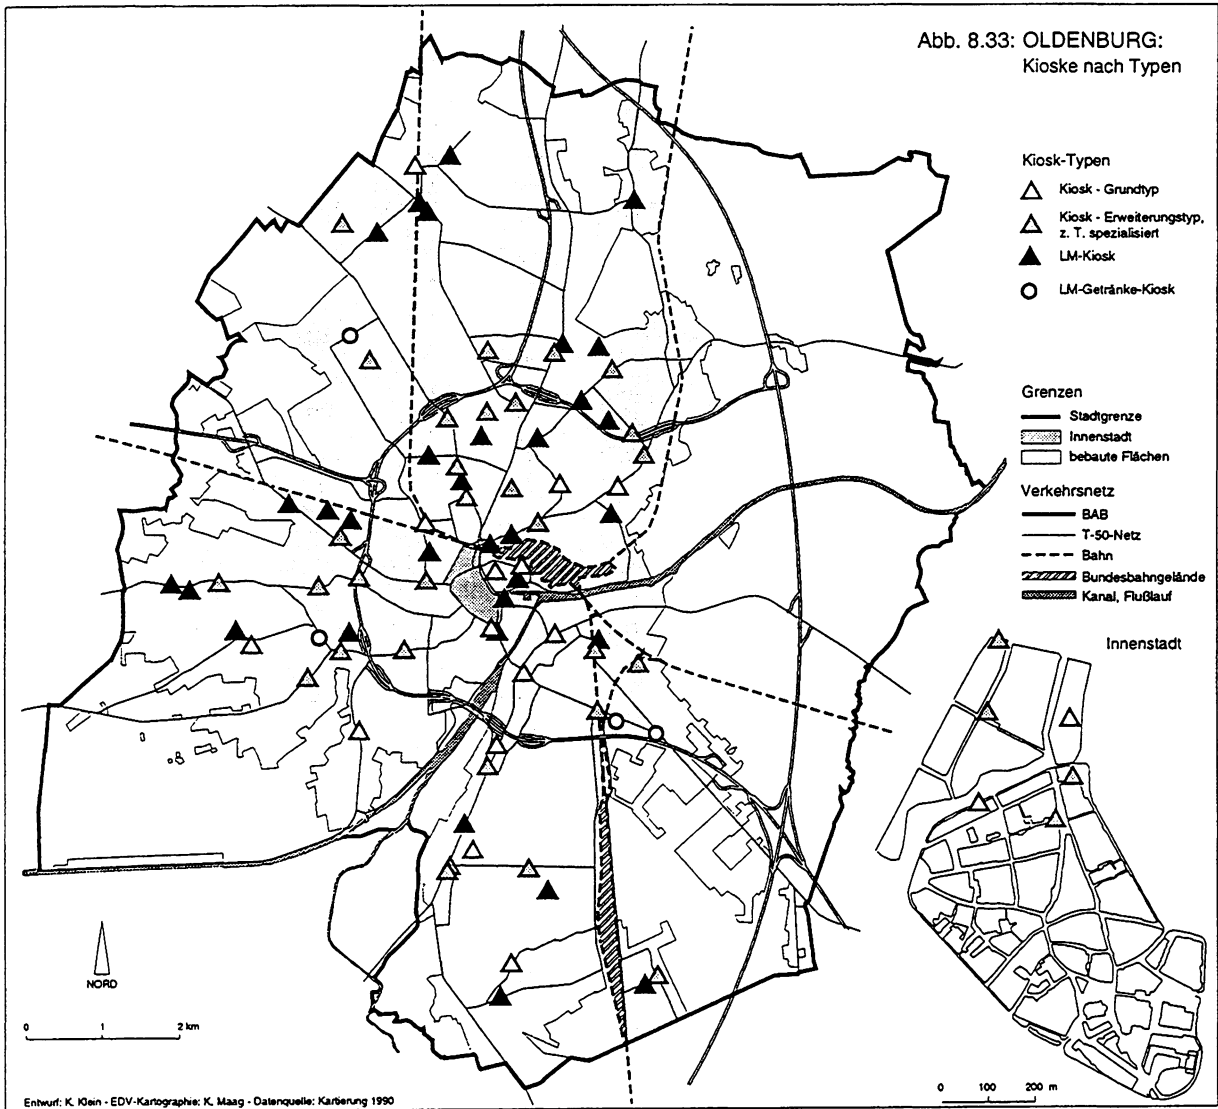 Abb. 8.33: OLDENBURG:
Kioske nach Typen
Kiosk-Typen
Kiosk - Grundtyp
Kiosk - Erweiterungstyp,
z. T. spezialisiert
LM-Kiosk
LM-Getränke-Kiosk
Grenzen
Stadtgrenze
Innenstadt
bebaute Flächen
Verkehrsnetz
BAB
T-50-Netz
Bahn
Bundesbahngelände
Kanal, Flußlauf
Innenstadt
NORD
0 1 2 km
0 100 200 m
Entwurf: K. Klein - EDV-Kartographie: K. Maag - Datenquelle: Kartierung 1990